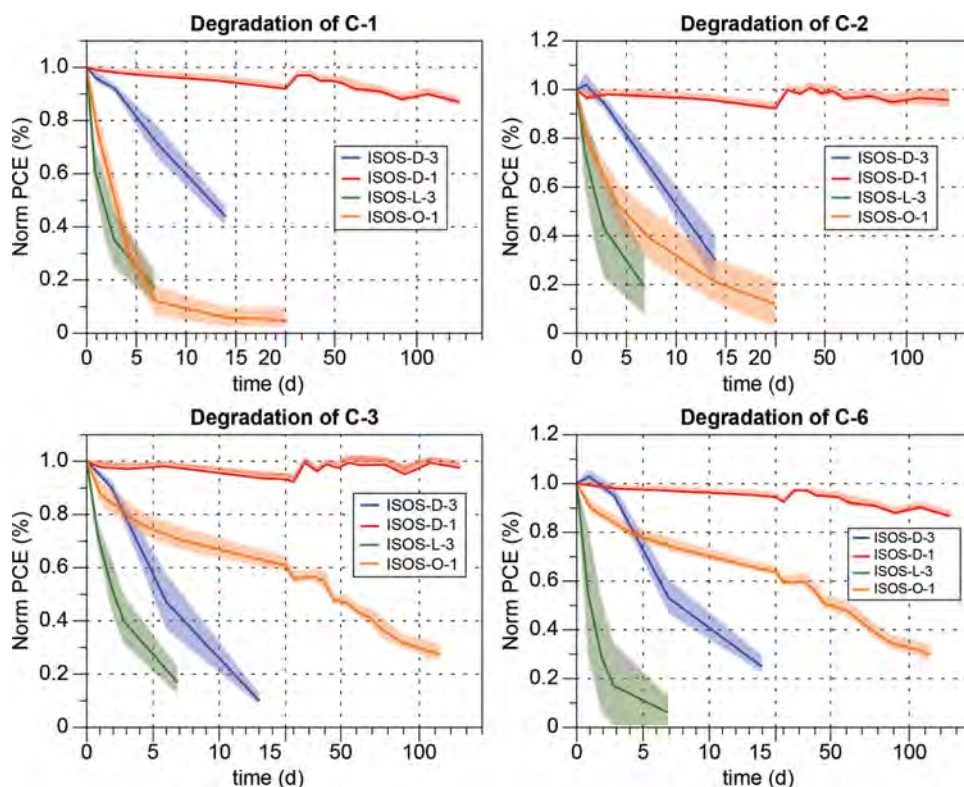 Degradation of C-1
Norm PCE (%)
1.0
0.8
0.6
0.4
0.2
0
ISOS-D-3
ISOS-D-1
ISOS-L-3
ISOS-O-1
0 5 10 15 20 50 100
time (d)
Degradation of C-2
Norm PCE (%)
1.2
1.0
0.8
0.6
0.4
0.2
0
ISOS-D-3
ISOS-D-1
ISOS-L-3
ISOS-O-1
0 5 10 15 20 50 100
time (d)
Degradation of C-3
Norm PCE (%)
1.0
0.8
0.6
0.4
0.2
0
ISOS-D-3
ISOS-D-1
ISOS-L-3
ISOS-O-1
0 5 10 15 50 100
time (d)
Degradation of C-6
Norm PCE (%)
1.2
1.0
0.8
0.6
0.4
0.2
0
ISOS-D-3
ISOS-D-1
ISOS-L-3
ISOS-O-1
0 5 10 15 50 100
time (d)